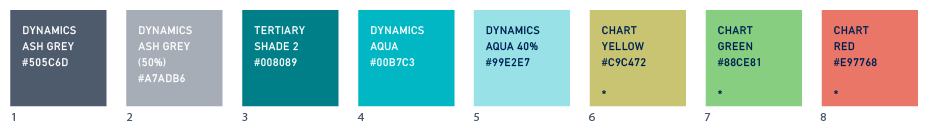 DYNAMICS
ASH GREY
#505C6D
1
DYNAMICS
ASH GREY
(50%)
#A7ADB6
2
TERTIARY
SHADE 2
#008089
3
DYNAMICS
AQUA
#00B7C3
4
DYNAMICS
AQUA 40%
#99E2E7
5
CHART
YELLOW
#C9C472
*
6
CHART
GREEN
#88CE81
*
7
CHART
RED
#E97768
*
8